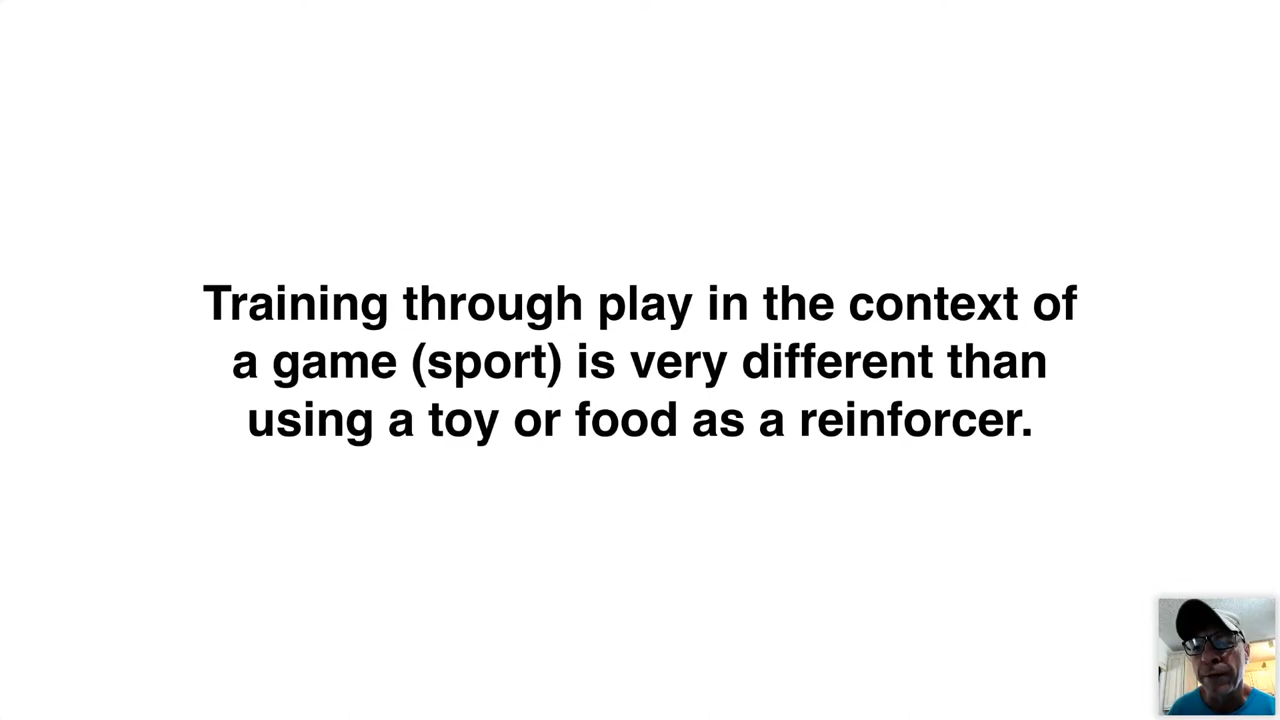 Training through play in the context of
a game (sport) is very different than
using a toy or food as a reinforcer.